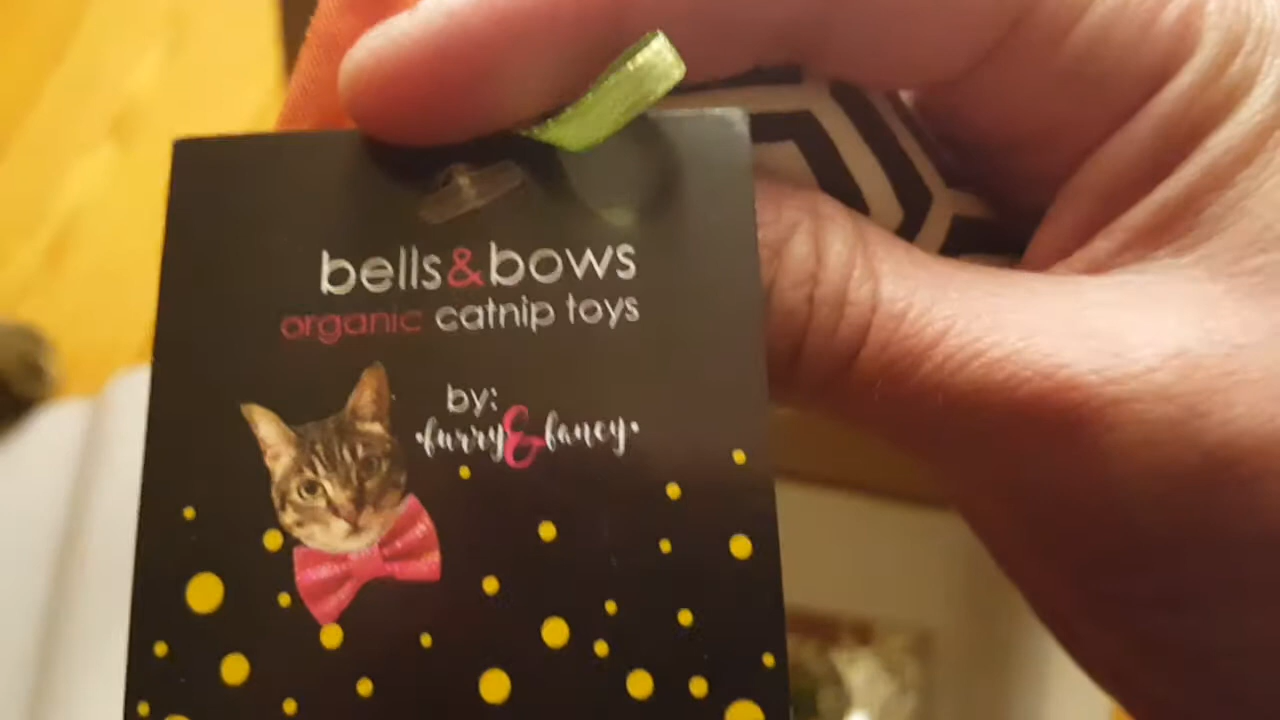 bells&bows
organic catnip toys
by:
•furry&fancy•